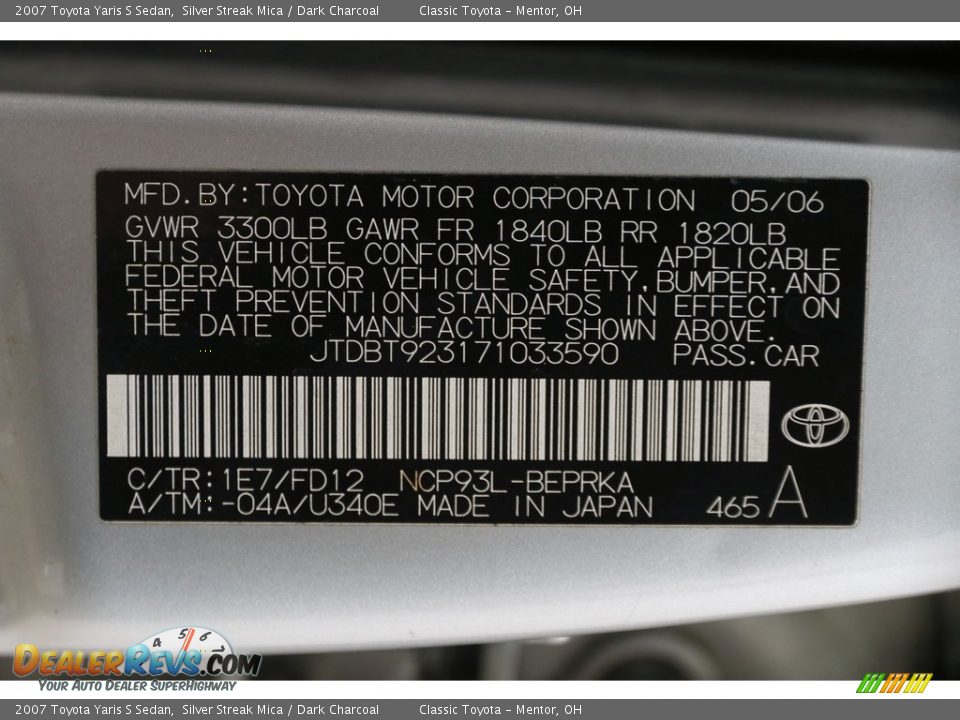 2007 Toyota Yaris S Sedan, Silver Streak Mica / Dark Charcoal Classic Toyota – Mentor, OH
MFD.BY:TOYOTA MOTOR CORPORATION 05/06
GVWR 3300LB GAWR FR 1840LB RR 1820LB
THIS VEHICLE CONFORMS TO ALL APPLICABLE
FEDERAL MOTOR VEHICLE SAFETY,BUMPER,AND
THEFT PREVENTION STANDARDS IN EFFECT ON
THE DATE OF MANUFACTURE SHOWN ABOVE.
JTDBT923171033590 PASS.CAR
C/TR:1E7/FD12 NCP93L-BEPRKA
A/TM:-04A/U340E MADE IN JAPAN 465 A
4 5 6 7
DEALERREVS.COM
YOUR AUTO DEALER SUPERHIGHWAY
2007 Toyota Yaris S Sedan, Silver Streak Mica / Dark Charcoal Classic Toyota – Mentor, OH